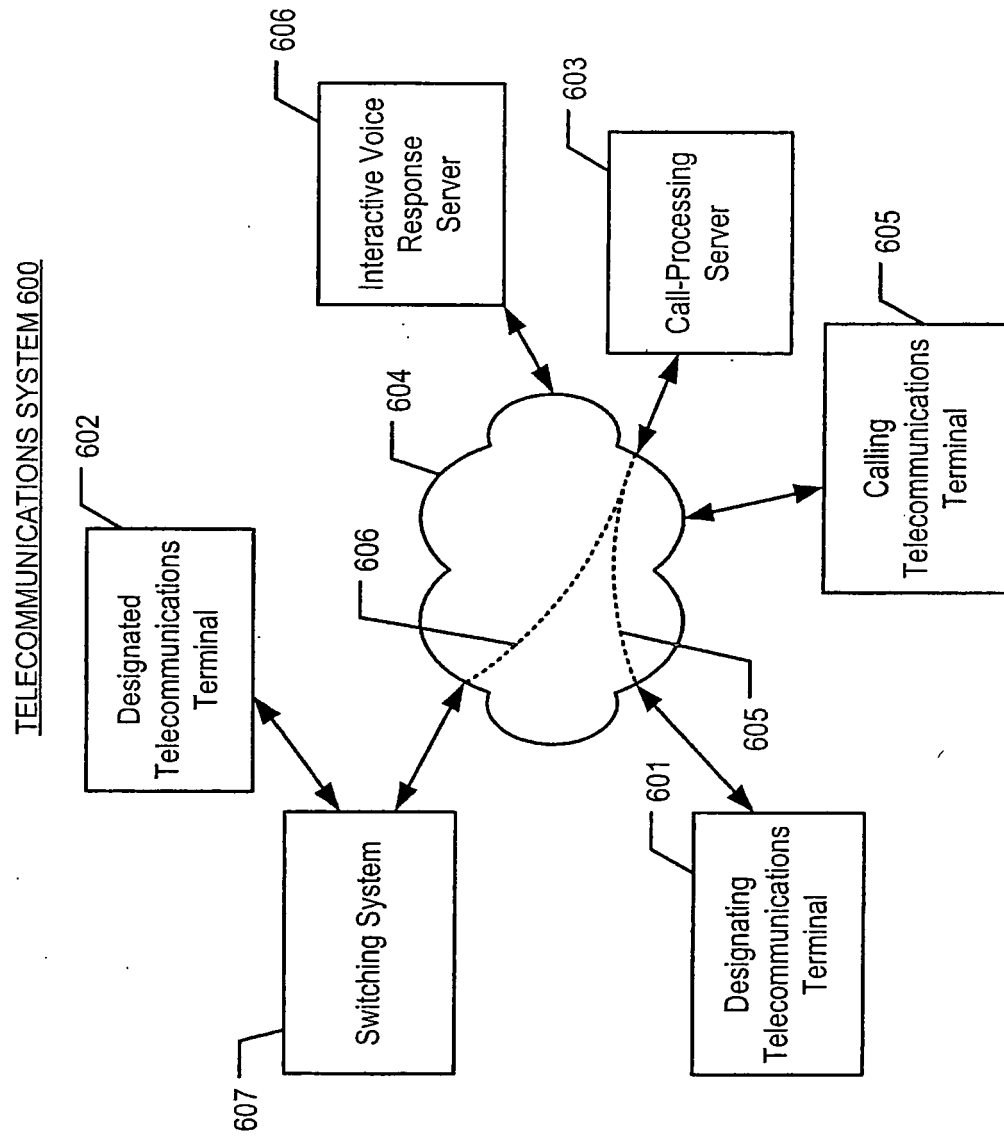 TELECOMMUNICATIONS SYSTEM 600
602
Designated
Telecommunications
Terminal
606
Interactive Voice
Response
Server
604
607
Switching System
606
603
Call-Processing
Server
605
601
Designating
Telecommunications
Terminal
605
Calling
Telecommunications
Terminal